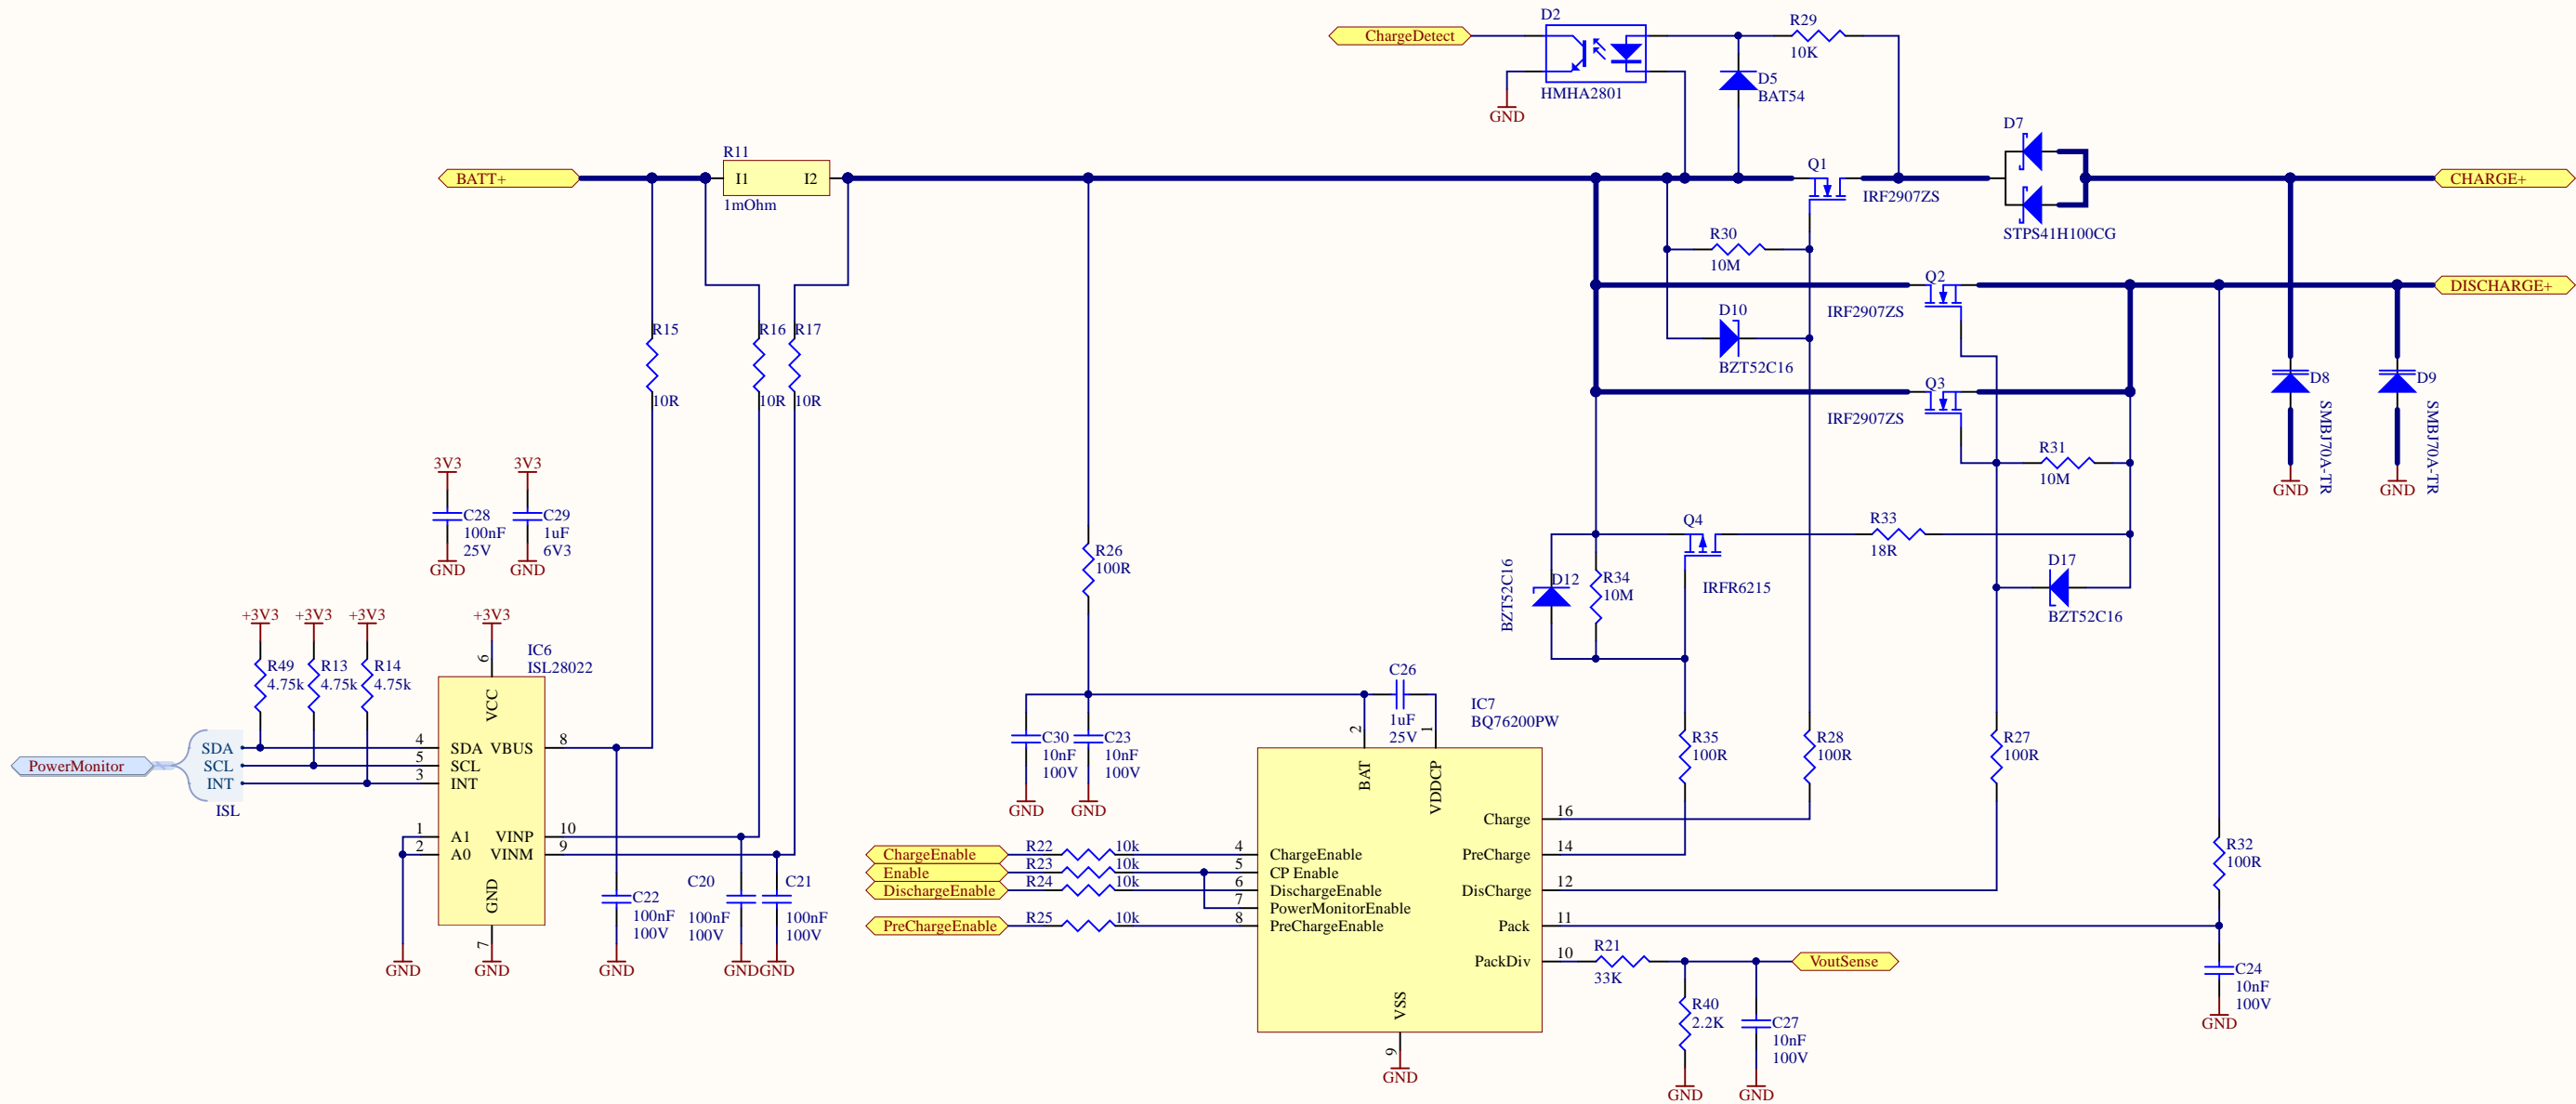 D2
R29
ChargeDetect
10K
D5
HMHA2801
BAT54
GND
D7
R11
Q1
BATT+
I1
I2
CHARGE+
1mOhm
IRF2907ZS
R30
STPS41H100CG
10M
Q2
DISCHARGE+
D10
IRF2907ZS
R15
R16
R17
BZT52C16
Q3
D8
D9
10R
10R
10R
IRF2907ZS
SMBJ70A-TR
SMBJ70A-TR
R31
10M
GND
GND
3V3
3V3
C28
100nF
25V
C29
1uF
6V3
GND
GND
Q4
R33
18R
R26
100R
BZT52C16
D12
R34
10M
IRFR6215
D17
BZT52C16
+3V3
+3V3
+3V3
+3V3
R49
4.75k
R13
4.75k
R14
4.75k
6
IC6
ISL28022
VCC
C26
1uF
25V
2
1
IC7
BQ76200PW
PowerMonitor
SDA
SCL
INT
ISL
4
5
3
SDA
SCL
INT
VBUS
8
C30
10nF
100V
C23
10nF
100V
GND
GND
BAT
VDDCP
R35
100R
R28
100R
R27
100R
1
2
A1
A0
VINP
VINM
10
9
GND
7
Charge
16
ChargeEnable
R22
10k
4
ChargeEnable
PreCharge
14
Enable
R23
10k
5
CP Enable
DischargeEnable
R24
10k
6
DischargeEnable
DisCharge
12
7
PowerMonitorEnable
PreChargeEnable
R25
10k
8
PreChargeEnable
Pack
11
R32
100R
C22
100nF
100V
C20
100nF
100V
C21
100nF
100V
GND
GND
GND
GND
GND
PackDiv
10
R21
33K
VoutSense
C24
10nF
100V
GND
VSS
9
GND
R40
2.2K
C27
10nF
100V
GND
GND